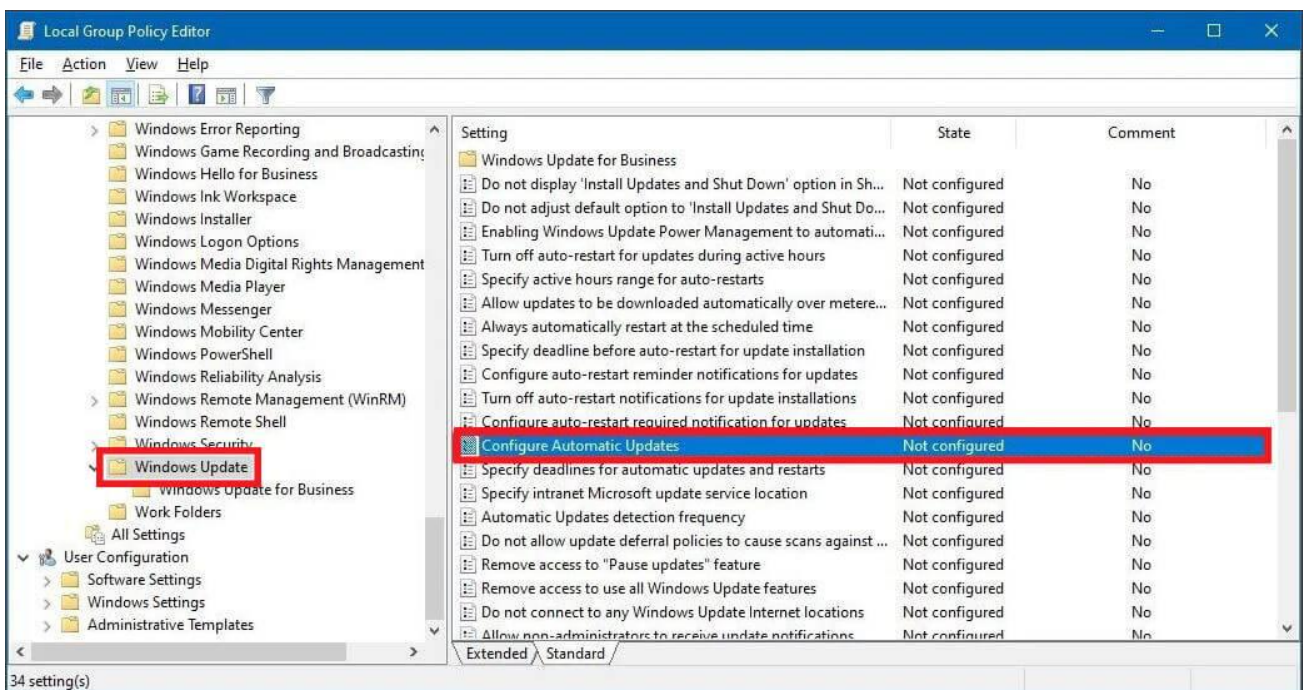 Local Group Policy Editor
File Action View Help
Windows Error Reporting
Windows Game Recording and Broadcasting
Windows Hello for Business
Windows Ink Workspace
Windows Installer
Windows Logon Options
Windows Media Digital Rights Management
Windows Media Player
Windows Messenger
Windows Mobility Center
Windows PowerShell
Windows Reliability Analysis
Windows Remote Management (WinRM)
Windows Remote Shell
Windows Security
Windows Update
Windows Update for Business
Work Folders
All Settings
User Configuration
Software Settings
Windows Settings
Administrative Templates
Setting State Comment
Windows Update for Business
Do not display 'Install Updates and Shut Down' option in Sh... Not configured No
Do not adjust default option to 'Install Updates and Shut Do... Not configured No
Enabling Windows Update Power Management to automati... Not configured No
Turn off auto-restart for updates during active hours Not configured No
Specify active hours range for auto-restarts Not configured No
Allow updates to be downloaded automatically over metere... Not configured No
Always automatically restart at the scheduled time Not configured No
Specify deadline before auto-restart for update installation Not configured No
Configure auto-restart reminder notifications for updates Not configured No
Turn off auto-restart notifications for update installations Not configured No
Configure auto-restart required notification for updates Not configured No
Configure Automatic Updates Not configured No
Specify deadlines for automatic updates and restarts Not configured No
Specify intranet Microsoft update service location Not configured No
Automatic Updates detection frequency Not configured No
Do not allow update deferral policies to cause scans against ... Not configured No
Remove access to "Pause updates" feature Not configured No
Remove access to use all Windows Update features Not configured No
Do not connect to any Windows Update Internet locations Not configured No
Allow non-administrators to receive update notifications Not configured No
Extended Standard
34 setting(s)